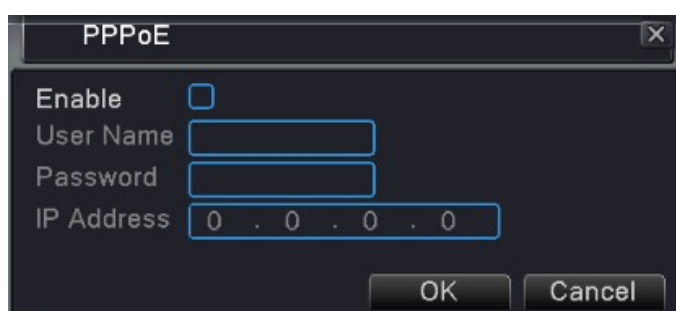 PPPoE
Enable
User Name
Password
IP Address 0 . 0 . 0 . 0
OK Cancel